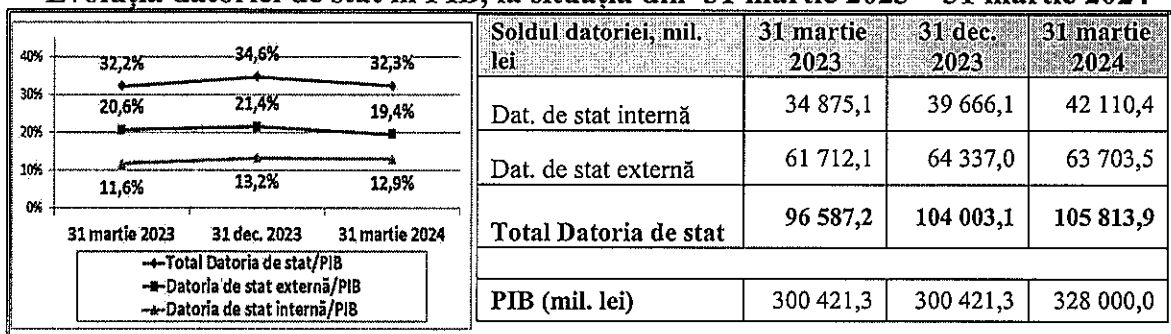 40%
30%
20%
10%
0%
32,2%
34,6%
32,3%
20,6%
21,4%
19,4%
11,6%
13,2%
12,9%
31 martie 2023 31 dec. 2023 31 martie 2024
Total Datoria de stat/PIB
Datoria de stat externă/PIB
Datoria de stat internă/PIB
Soldul datoriei, mil. lei 31 martie 2023 31 dec. 2023 31 martie 2024
Dat. de stat internă 34 875,1 39 666,1 42 110,4
Dat. de stat externă 61 712,1 64 337,0 63 703,5
Total Datoria de stat 96 587,2 104 003,1 105 813,9
PIB (mil. lei) 300 421,3 300 421,3 328 000,0